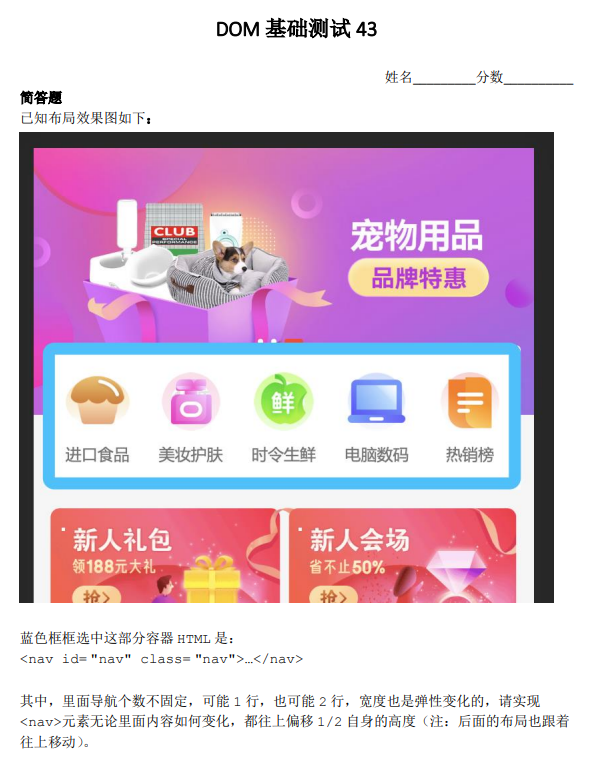 DOM 基础测试 43
姓名________分数_________
简答题
已知布局效果图如下：
CLUB
SPECIAL
PERFORMANCE
宠物用品
品牌特惠
鲜
进口食品 美妆护肤 时令生鲜 电脑数码 热销榜
新人礼包 新人会场
领188元大礼 省不止50%
抢> 抢>
蓝色框框选中这部分容器 HTML 是：
<nav id="nav" class="nav">…</nav>
其中，里面导航个数不固定，可能 1 行，也可能 2 行，宽度也是弹性变化的，请实现
<nav>元素无论里面内容如何变化，都往上偏移 1/2 自身的高度（注：后面的布局也跟着
往上移动）。